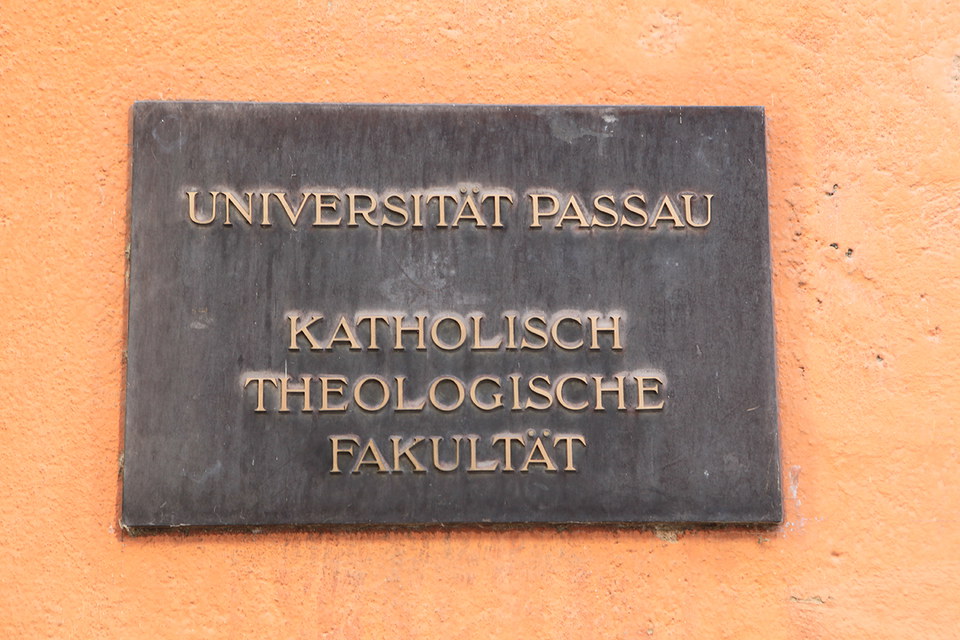 UNIVERSITÄT PASSAU
KATHOLISCH
THEOLOGISCHE
FAKULTÄT